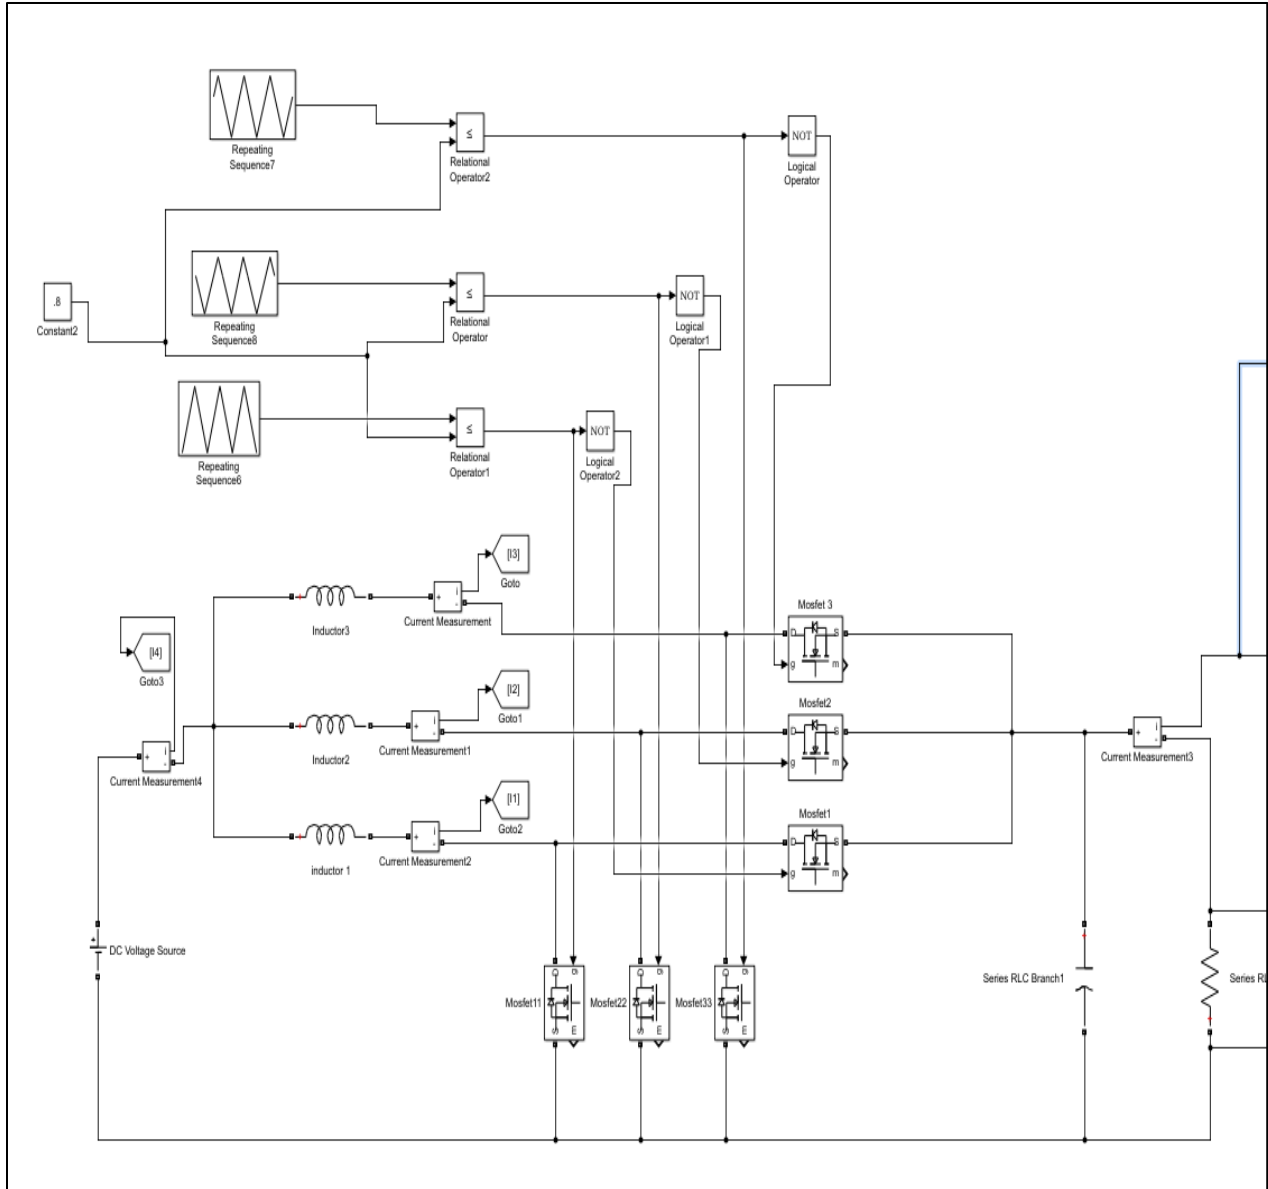 Repeating
Sequence7
≤
Relational
Operator2
NOT
Logical
Operator
.8
Constant2
Repeating
Sequence8
≤
Relational
Operator
NOT
Logical
Operator1
Repeating
Sequence6
≤
Relational
Operator1
NOT
Logical
Operator2
[I3]
Goto
+ i -
Current Measurement
Inductor3
[I4]
Goto3
+ i -
Current Measurement4
[I2]
Goto1
+ i -
Current Measurement1
Inductor2
[I1]
Goto2
+ i -
Current Measurement2
inductor 1
Mosfet 3
D S
g m
Mosfet2
D S
g m
Mosfet1
D S
g m
+ i -
Current Measurement3
+
DC Voltage Source
Mosfet11
D g
S m
Mosfet22
D g
S m
Mosfet33
D g
S m
Series RLC Branch1
Series RL